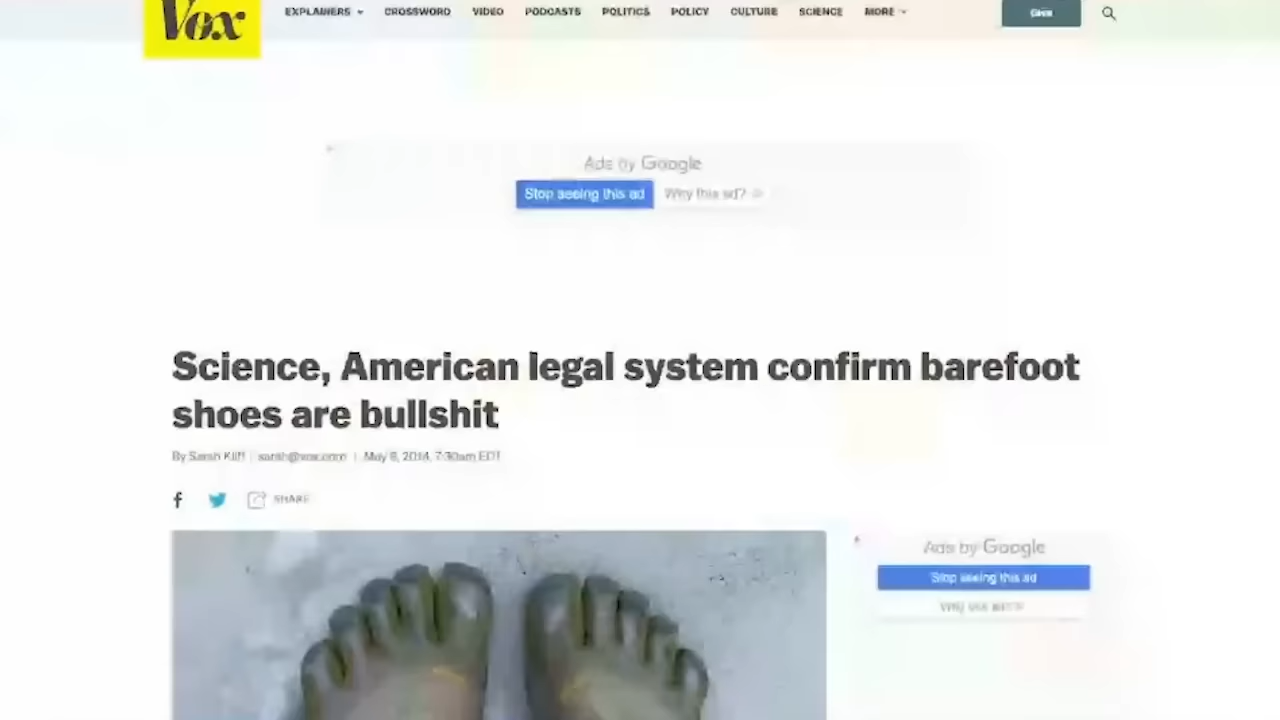 Vox
EXPLAINERS CROSSWORD VIDEO PODCASTS POLITICS POLICY CULTURE SCIENCE MORE
Give
Ads by Google
Stop seeing this ad Why this ad?
Science, American legal system confirm barefoot
shoes are bullshit
By Sarah Kliff | sarah@vox.com | May 8, 2014, 7:30am EDT
SHARE
Ads by Google
Stop seeing this ad